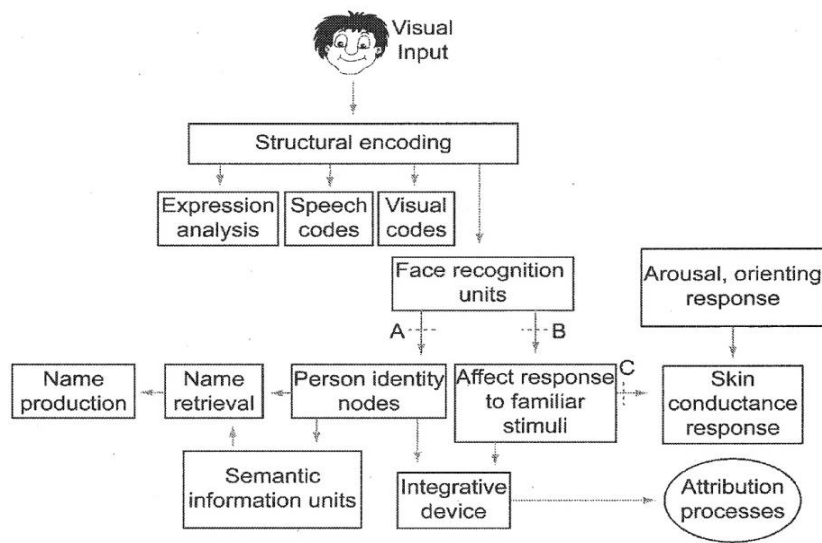 Visual
Input
Structural encoding
Expression
analysis
Speech
codes
Visual
codes
Face recognition
units
Arousal, orienting
response
A
B
C
Name
production
Name
retrieval
Person identity
nodes
Affect response
to familiar
stimuli
Skin
conductance
response
Semantic
information units
Integrative
device
Attribution
processes